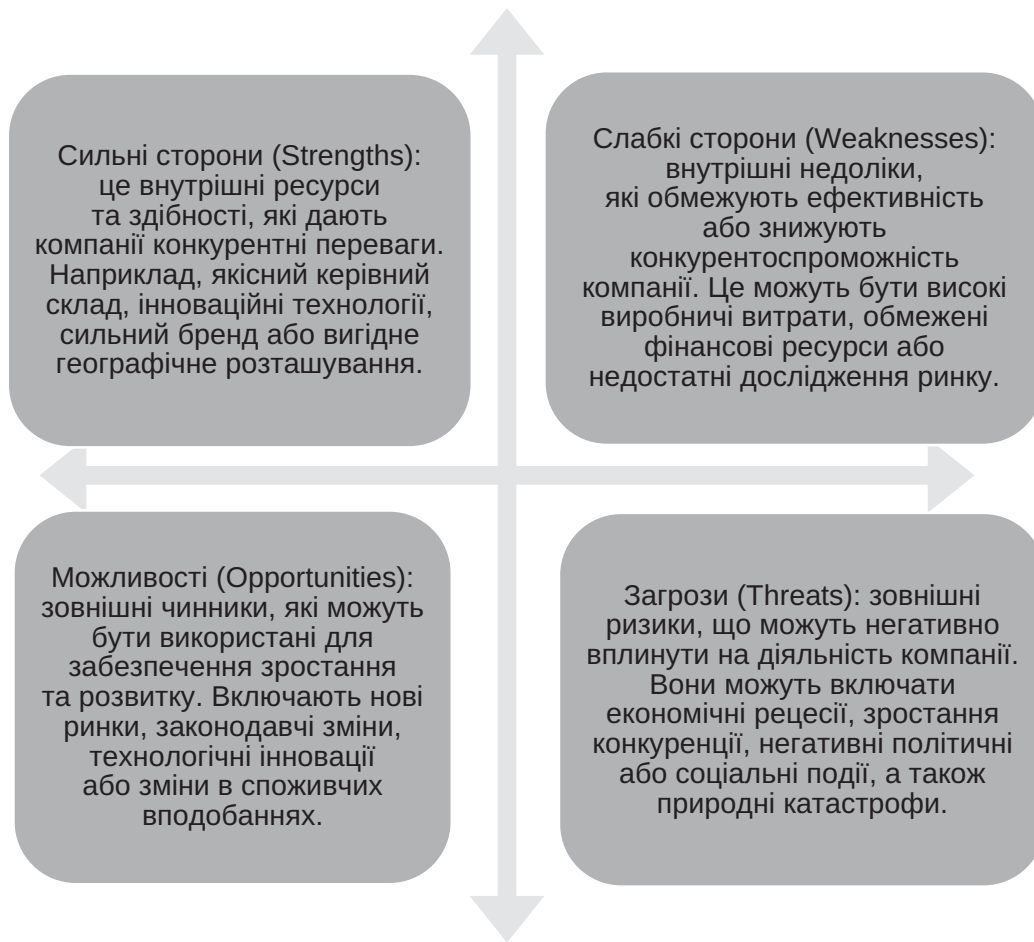 Сильні сторони (Strengths):
це внутрішні ресурси
та здібності, які дають
компанії конкурентні переваги.
Наприклад, якісний керівний
склад, інноваційні технології,
сильний бренд або вигідне
географічне розташування.
Слабкі сторони (Weaknesses):
внутрішні недоліки,
які обмежують ефективність
або знижують
конкурентоспроможність
компанії. Це можуть бути високі
виробничі витрати, обмежені
фінансові ресурси або
недостатні дослідження ринку.
Можливості (Opportunities):
зовнішні чинники, які можуть
бути використані для
забезпечення зростання
та розвитку. Включають нові
ринки, законодавчі зміни,
технологічні інновації
або зміни в споживчих
вподобаннях.
Загрози (Threats): зовнішні
ризики, що можуть негативно
вплинути на діяльність компанії.
Вони можуть включати
економічні рецесії, зростання
конкуренції, негативні політичні
або соціальні події, а також
природні катастрофи.